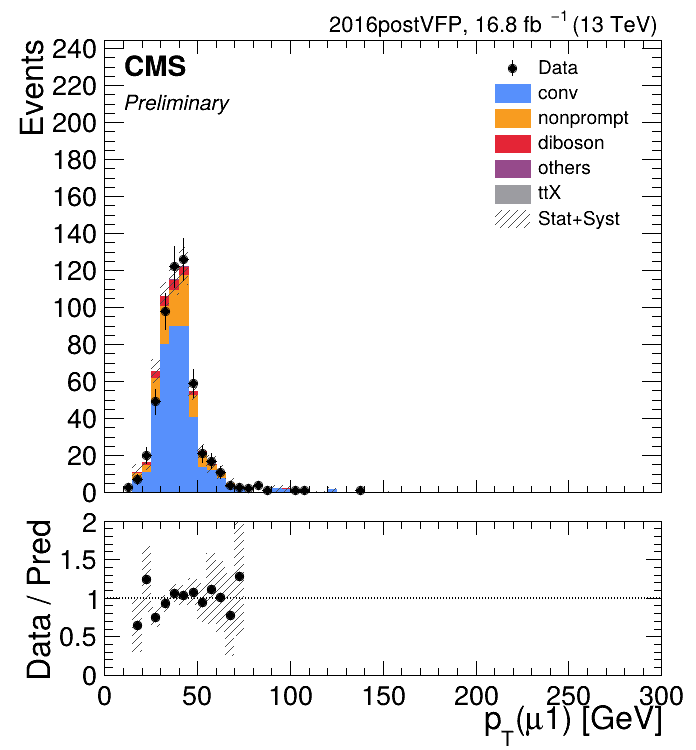 2016postVFP, 16.8 fb⁻¹ (13 TeV)
CMS
Preliminary
Events
240
220
200
180
160
140
120
100
80
60
40
20
0
Data
conv
nonprompt
diboson
others
ttX
Stat+Syst
Data / Pred
2
1.5
1
0.5
0
0 50 100 150 200 250 300
p_T(μ1) [GeV]